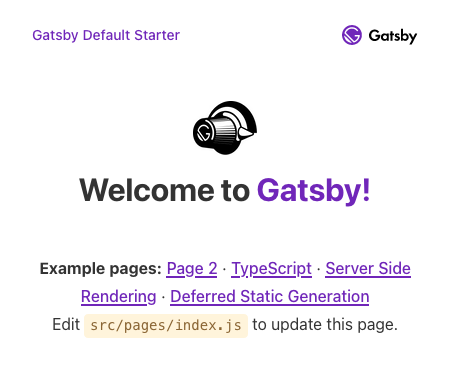 Gatsby Default Starter
Gatsby
Welcome to Gatsby!
Example pages: Page 2 · TypeScript · Server Side
Rendering · Deferred Static Generation
Edit src/pages/index.js to update this page.